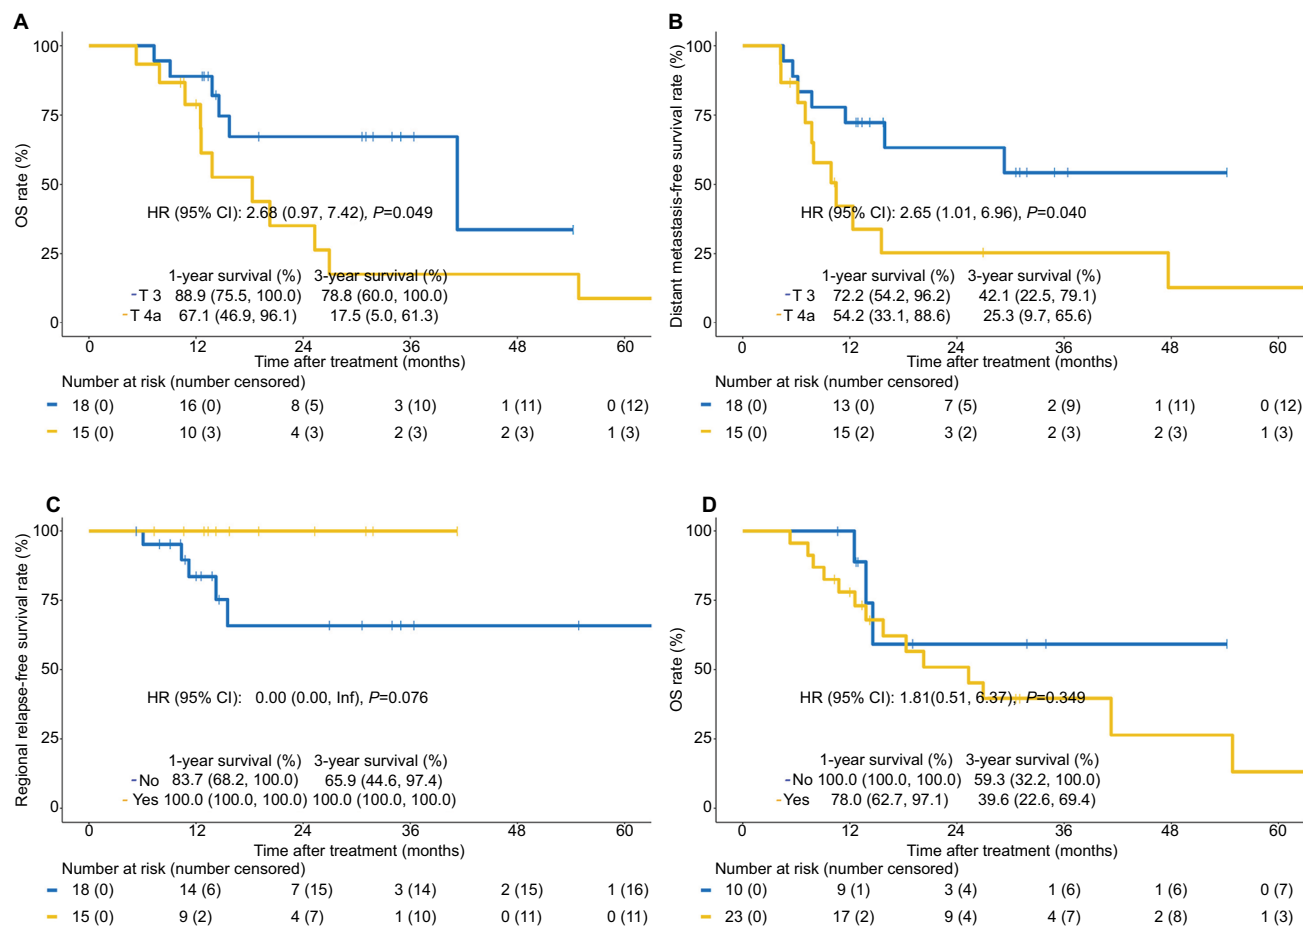 A
100
75
50
25
0
OS rate (%)
HR (95% CI): 2.68 (0.97, 7.42), P=0.049
1-year survival (%) 3-year survival (%)
T 3 88.9 (75.5, 100.0) 78.8 (60.0, 100.0)
T 4a 67.1 (46.9, 96.1) 17.5 (5.0, 61.3)
0 12 24 36 48 60
Time after treatment (months)
Number at risk (number censored)
18 (0) 16 (0) 8 (5) 3 (10) 1 (11) 0 (12)
15 (0) 10 (3) 4 (3) 2 (3) 2 (3) 1 (3)
B
100
75
50
25
0
Distant metastasis-free survival rate (%)
HR (95% CI): 2.65 (1.01, 6.96), P=0.040
1-year survival (%) 3-year survival (%)
T 3 72.2 (54.2, 96.2) 42.1 (22.5, 79.1)
T 4a 54.2 (33.1, 88.6) 25.3 (9.7, 65.6)
0 12 24 36 48 60
Time after treatment (months)
Number at risk (number censored)
18 (0) 13 (0) 7 (5) 2 (9) 1 (11) 0 (12)
15 (0) 15 (2) 3 (2) 2 (3) 2 (3) 1 (3)
C
100
75
50
25
0
Regional relapse-free survival rate (%)
HR (95% CI): 0.00 (0.00, Inf), P=0.076
1-year survival (%) 3-year survival (%)
No 83.7 (68.2, 100.0) 65.9 (44.6, 97.4)
Yes 100.0 (100.0, 100.0) 100.0 (100.0, 100.0)
0 12 24 36 48 60
Time after treatment (months)
Number at risk (number censored)
18 (0) 14 (6) 7 (15) 3 (14) 2 (15) 1 (16)
15 (0) 9 (2) 4 (7) 1 (10) 0 (11) 0 (11)
D
100
75
50
25
0
OS rate (%)
HR (95% CI): 1.81(0.51, 6.37), P=0.349
1-year survival (%) 3-year survival (%)
No 100.0 (100.0, 100.0) 59.3 (32.2, 100.0)
Yes 78.0 (62.7, 97.1) 39.6 (22.6, 69.4)
0 12 24 36 48 60
Time after treatment (months)
Number at risk (number censored)
10 (0) 9 (1) 3 (4) 1 (6) 1 (6) 0 (7)
23 (0) 17 (2) 9 (4) 4 (7) 2 (8) 1 (3)